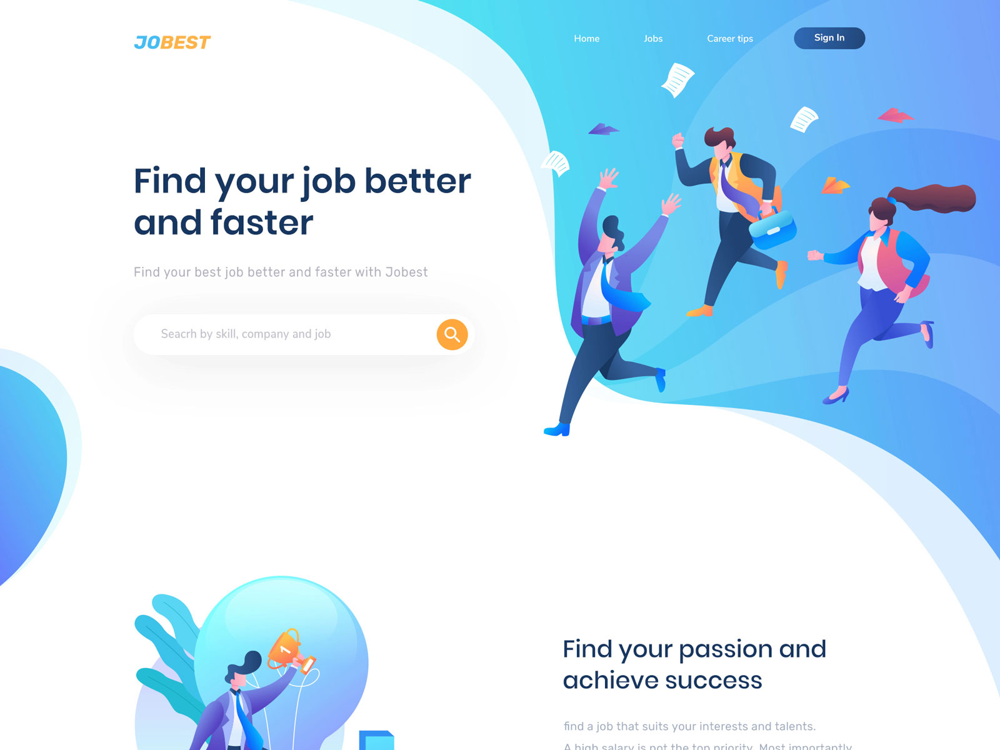 JOBEST
Home
Jobs
Career tips
Sign In
Find your job better
and faster
Find your best job better and faster with Jobest
Seacrh by skill, company and job
1
Find your passion and
achieve success
find a job that suits your interests and talents.
A high salary is not the top priority. Most importantly